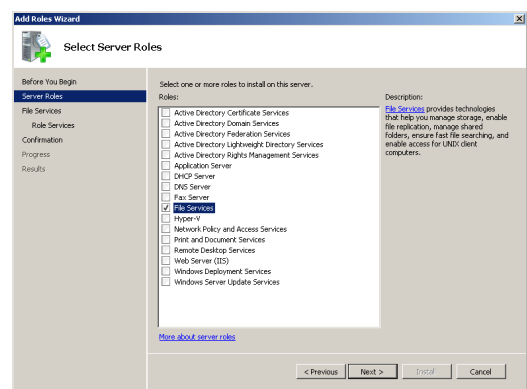 Add Roles Wizard
Select Server Roles
Before You Begin
Server Roles
File Services
Role Services
Confirmation
Progress
Results
Select one or more roles to install on this server.
Roles:
Active Directory Certificate Services
Active Directory Domain Services
Active Directory Federation Services
Active Directory Lightweight Directory Services
Active Directory Rights Management Services
Application Server
DHCP Server
DNS Server
Fax Server
File Services
Hyper-V
Network Policy and Access Services
Print and Document Services
Remote Desktop Services
Web Server (IIS)
Windows Deployment Services
Windows Server Update Services
More about server roles
Description:
File Services provides technologies
that help you manage storage, enable
file replication, manage shared
folders, ensure fast file searching, and
enable access for UNIX client
computers.
< Previous
Next >
Install
Cancel